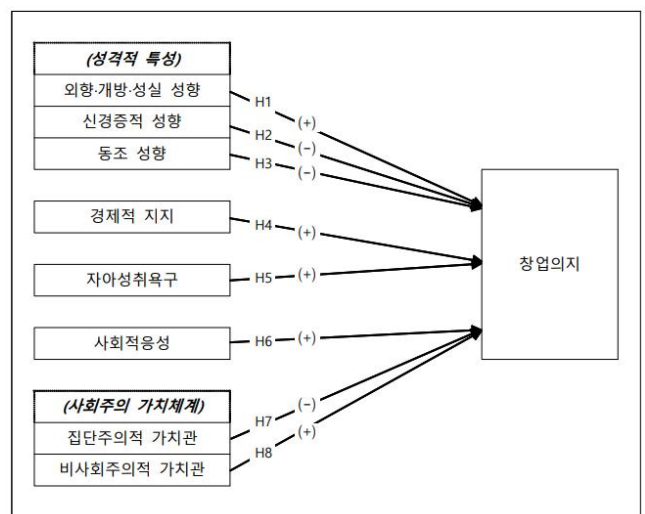 (성격적 특성)
외향·개방·성실 성향
신경증적 성향
동조 성향
H1 (+)
H2 (−)
H3 (−)
경제적 지지
H4 (+)
자아성취욕구
H5 (+)
창업의지
사회적응성
H6 (+)
(사회주의 가치체계)
집단주의적 가치관
비사회주의적 가치관
H7 (−)
H8 (+)